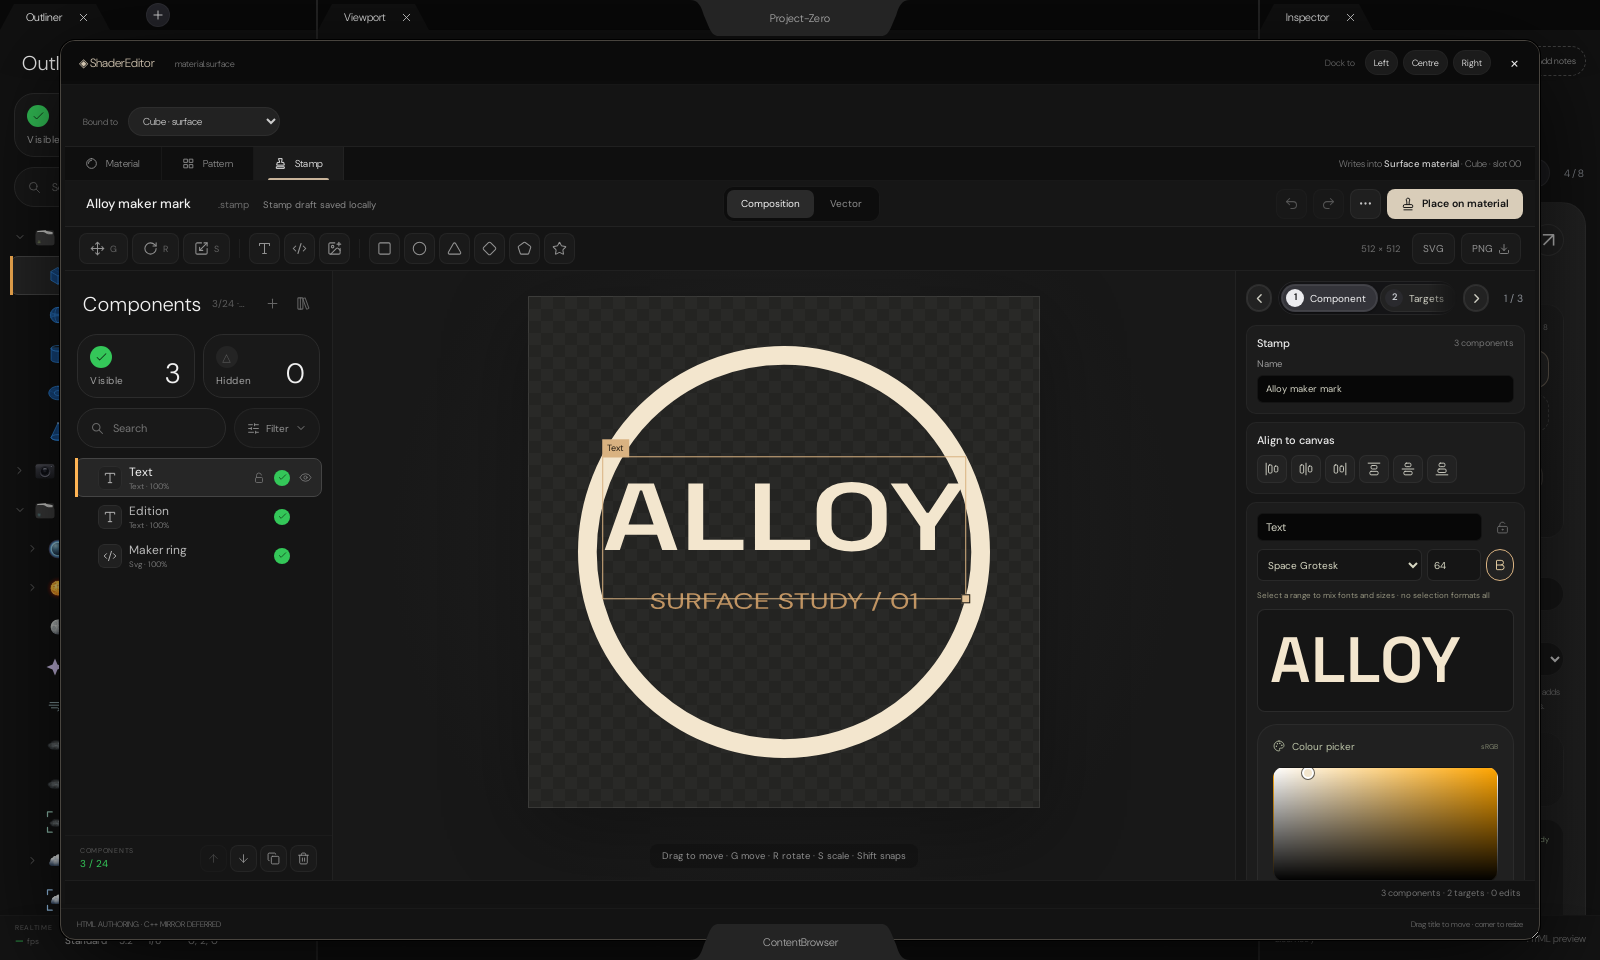 Outliner
Viewport
Project-Zero
Inspector
Outl
ShaderEditor
material.surface
Dock to
Left
Centre
Right
Bound to
Cube · surface
Visible
Material
Pattern
Stamp
Writes into Surface material · Cube · slot 00
4 / 8
Alloy maker mark
.stamp
Stamp draft saved locally
Composition
Vector
Place on material
G
R
S
512 × 512
SVG
PNG
Components
3/24 ·...
Visible
3
Hidden
0
Search
Filter
Text
Text · 100%
Edition
Text · 100%
Maker ring
Svg · 100%
COMPONENTS
3 / 24
Text
ALLOY
SURFACE STUDY / 01
Drag to move · G move · R rotate · S scale · Shift snaps
1
Component
2
Targets
1 / 3
Stamp
3 components
Name
Alloy maker mark
Align to canvas
Text
Space Grotesk
64
B
Select a range to mix fonts and sizes · no selection formats all
ALLOY
Colour picker
sRGB
3 components · 2 targets · 0 edits
HTML AUTHORING · C++ MIRROR DEFERRED
Drag title to move · corner to resize
REALTIME
fps
ContentBrowser